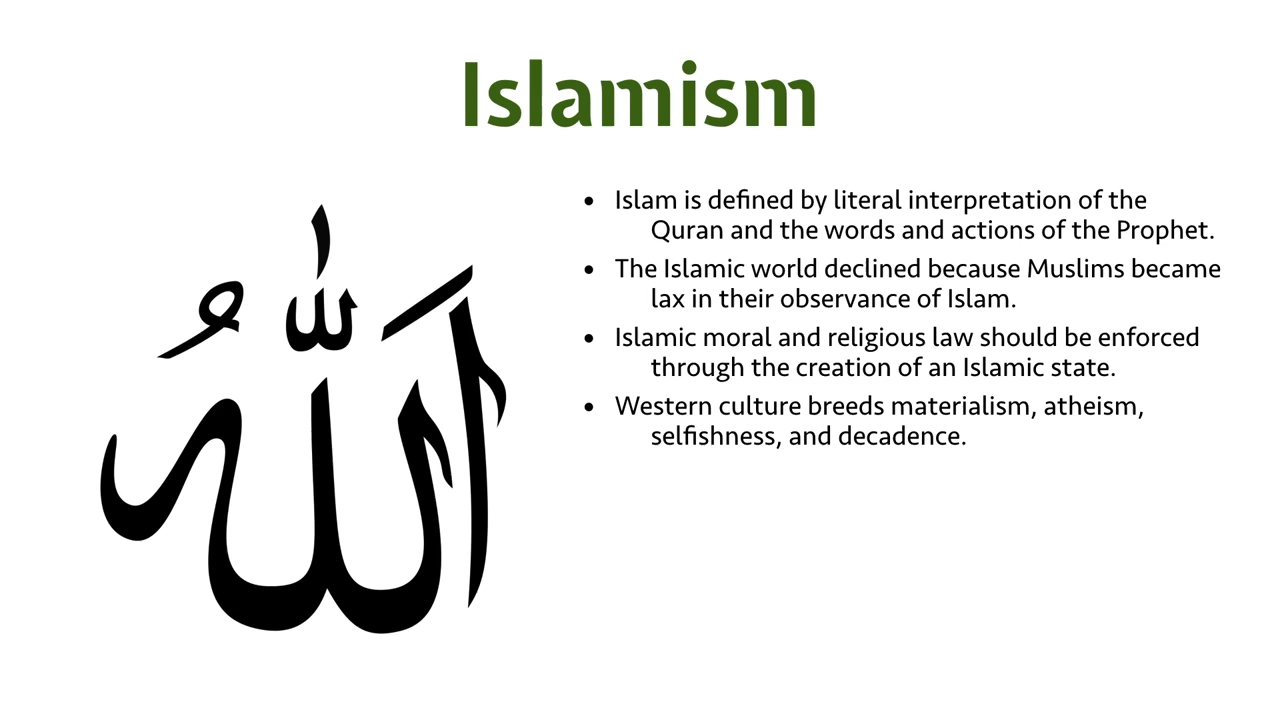 Islamism
الله
• Islam is defined by literal interpretation of the
Quran and the words and actions of the Prophet.
• The Islamic world declined because Muslims became
lax in their observance of Islam.
• Islamic moral and religious law should be enforced
through the creation of an Islamic state.
• Western culture breeds materialism, atheism,
selfishness, and decadence.